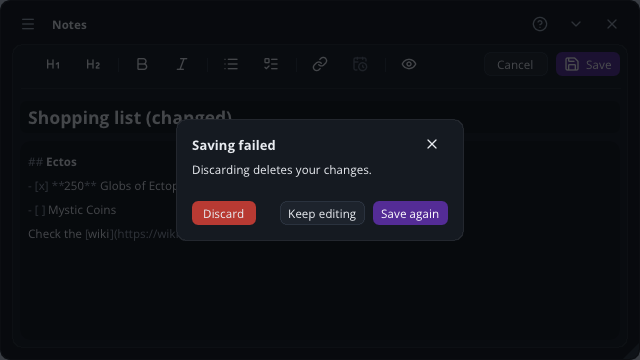 Notes
H1 H2 B I Cancel Save
Shopping list (changed)
## Ectos
- [x] **250** Globs of Ectop
- [ ] Mystic Coins
Check the [wiki](https://wik
Saving failed
Discarding deletes your changes.
Discard Keep editing Save again